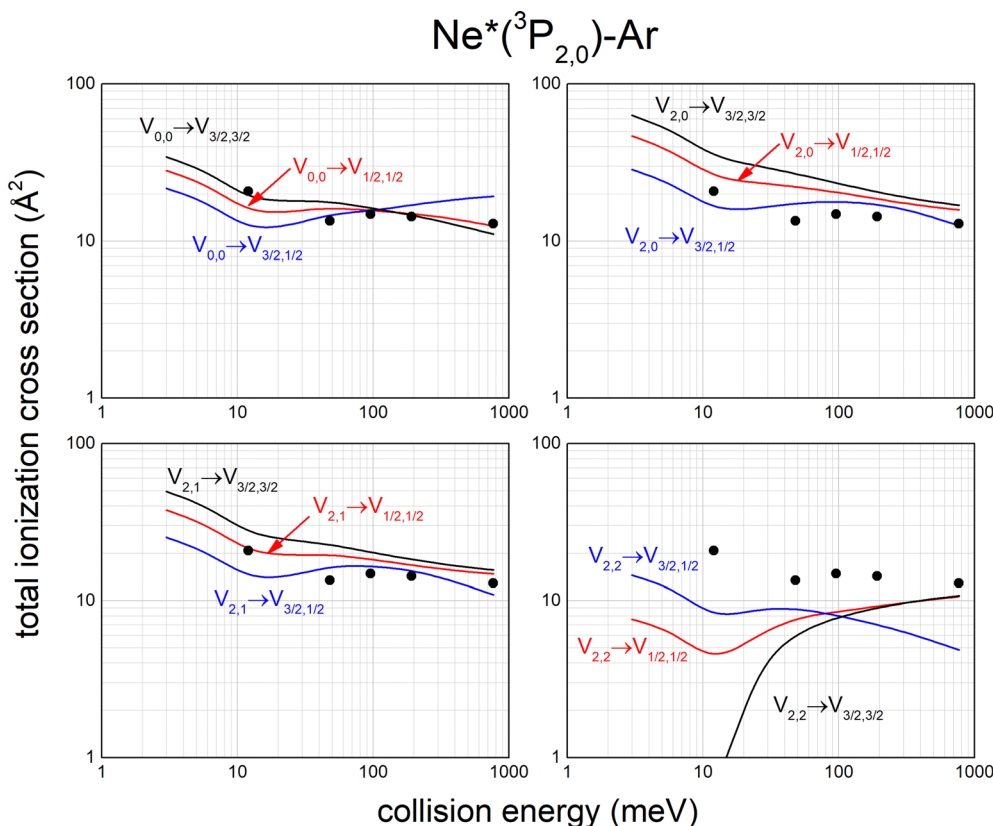 Ne*(³P₂,₀)-Ar
total ionization cross section (Å²)
100
10
1
1 10 100 1000
V₀,₀→V₃/₂,₃/₂
V₀,₀→V₁/₂,₁/₂
V₀,₀→V₃/₂,₁/₂
100
10
1
1 10 100 1000
V₂,₀→V₃/₂,₃/₂
V₂,₀→V₁/₂,₁/₂
V₂,₀→V₃/₂,₁/₂
100
10
1
1 10 100 1000
V₂,₁→V₃/₂,₃/₂
V₂,₁→V₁/₂,₁/₂
V₂,₁→V₃/₂,₁/₂
100
10
1
1 10 100 1000
V₂,₂→V₃/₂,₁/₂
V₂,₂→V₁/₂,₁/₂
V₂,₂→V₃/₂,₃/₂
collision energy (meV)